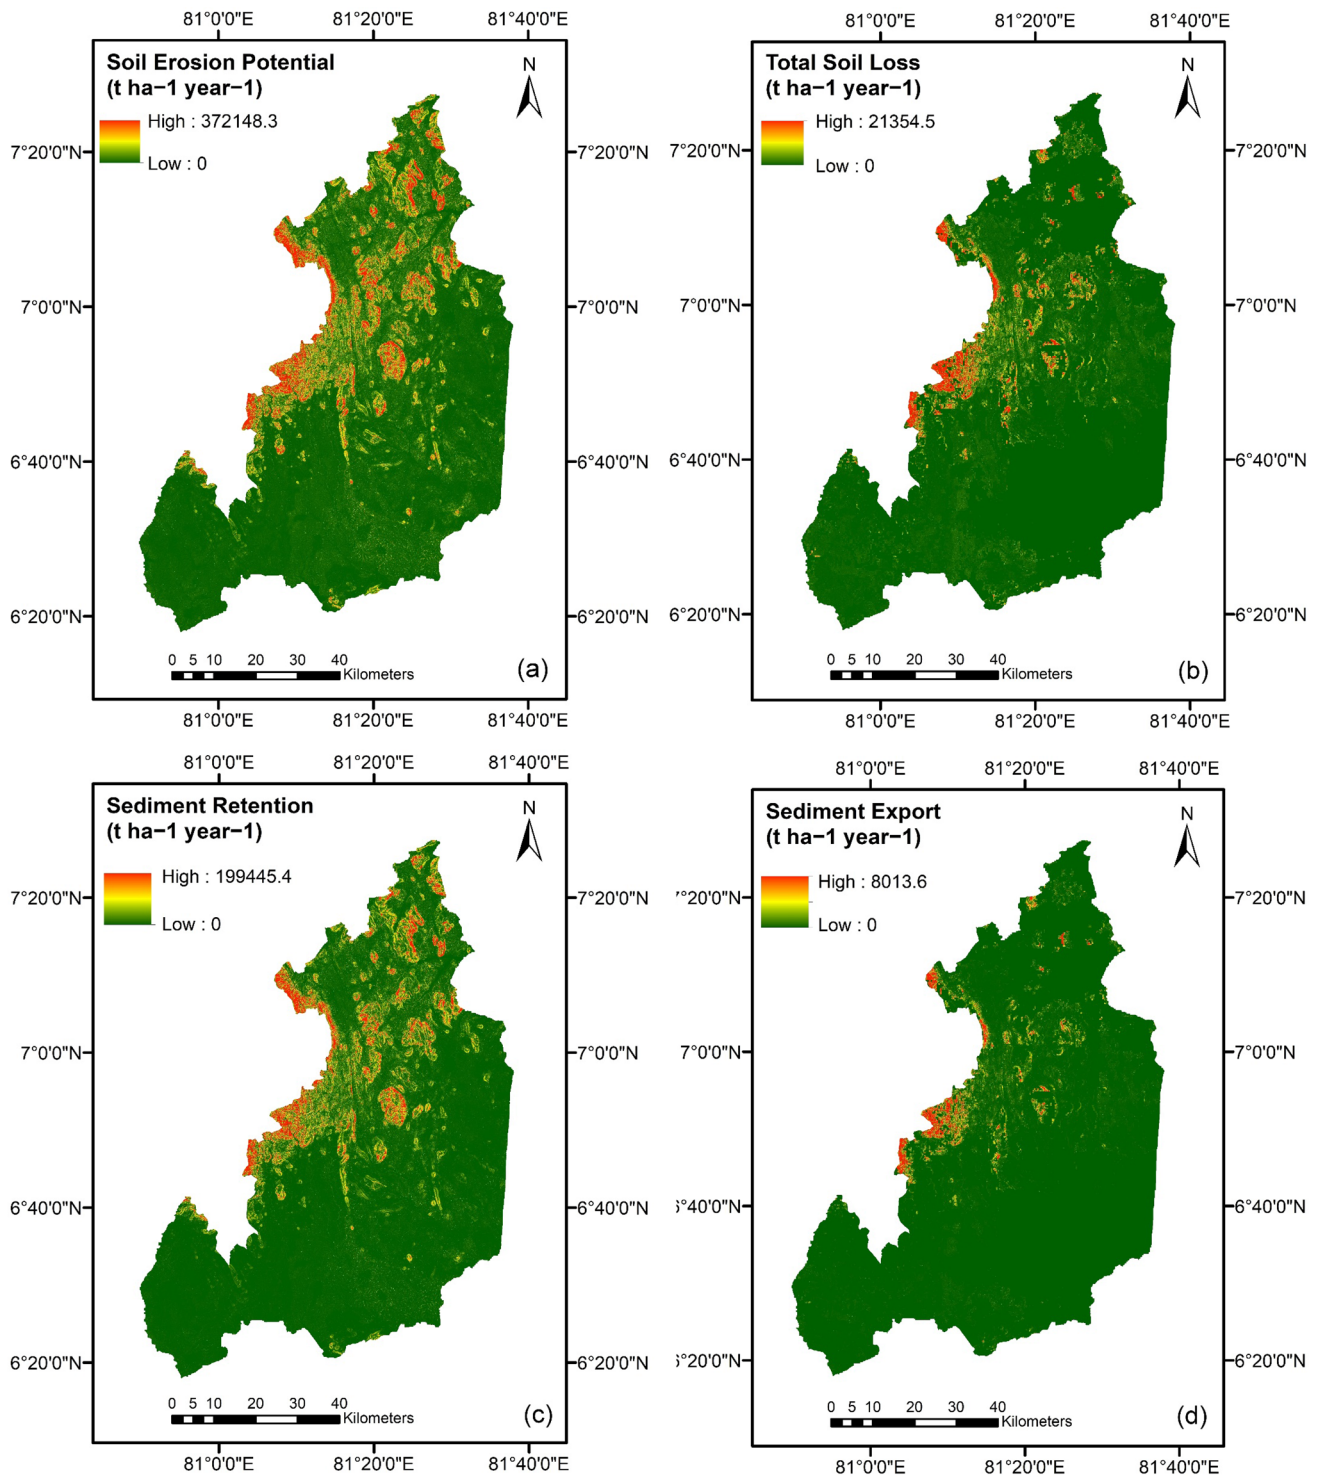 81°0'0"E 81°20'0"E 81°40'0"E
Soil Erosion Potential
(t ha−1 year−1)
High : 372148.3
Low : 0
N
7°20'0"N 7°20'0"N
7°0'0"N 7°0'0"N
6°40'0"N 6°40'0"N
6°20'0"N 6°20'0"N
0 5 10 20 30 40
Kilometers
(a)
81°0'0"E 81°20'0"E 81°40'0"E
81°0'0"E 81°20'0"E 81°40'0"E
Total Soil Loss
(t ha−1 year−1)
High : 21354.5
Low : 0
N
7°20'0"N 7°20'0"N
7°0'0"N 7°0'0"N
6°40'0"N 6°40'0"N
6°20'0"N 6°20'0"N
0 5 10 20 30 40
Kilometers
(b)
81°0'0"E 81°20'0"E 81°40'0"E
81°0'0"E 81°20'0"E 81°40'0"E
Sediment Retention
(t ha−1 year−1)
High : 199445.4
Low : 0
N
7°20'0"N 7°20'0"N
7°0'0"N 7°0'0"N
6°40'0"N 6°40'0"N
6°20'0"N 6°20'0"N
0 5 10 20 30 40
Kilometers
(c)
81°0'0"E 81°20'0"E 81°40'0"E
81°0'0"E 81°20'0"E 81°40'0"E
Sediment Export
(t ha−1 year−1)
High : 8013.6
Low : 0
N
°20'0"N 7°20'0"N
7°0'0"N 7°0'0"N
°40'0"N 6°40'0"N
°20'0"N 6°20'0"N
0 5 10 20 30 40
Kilometers
(d)
81°0'0"E 81°20'0"E 81°40'0"E